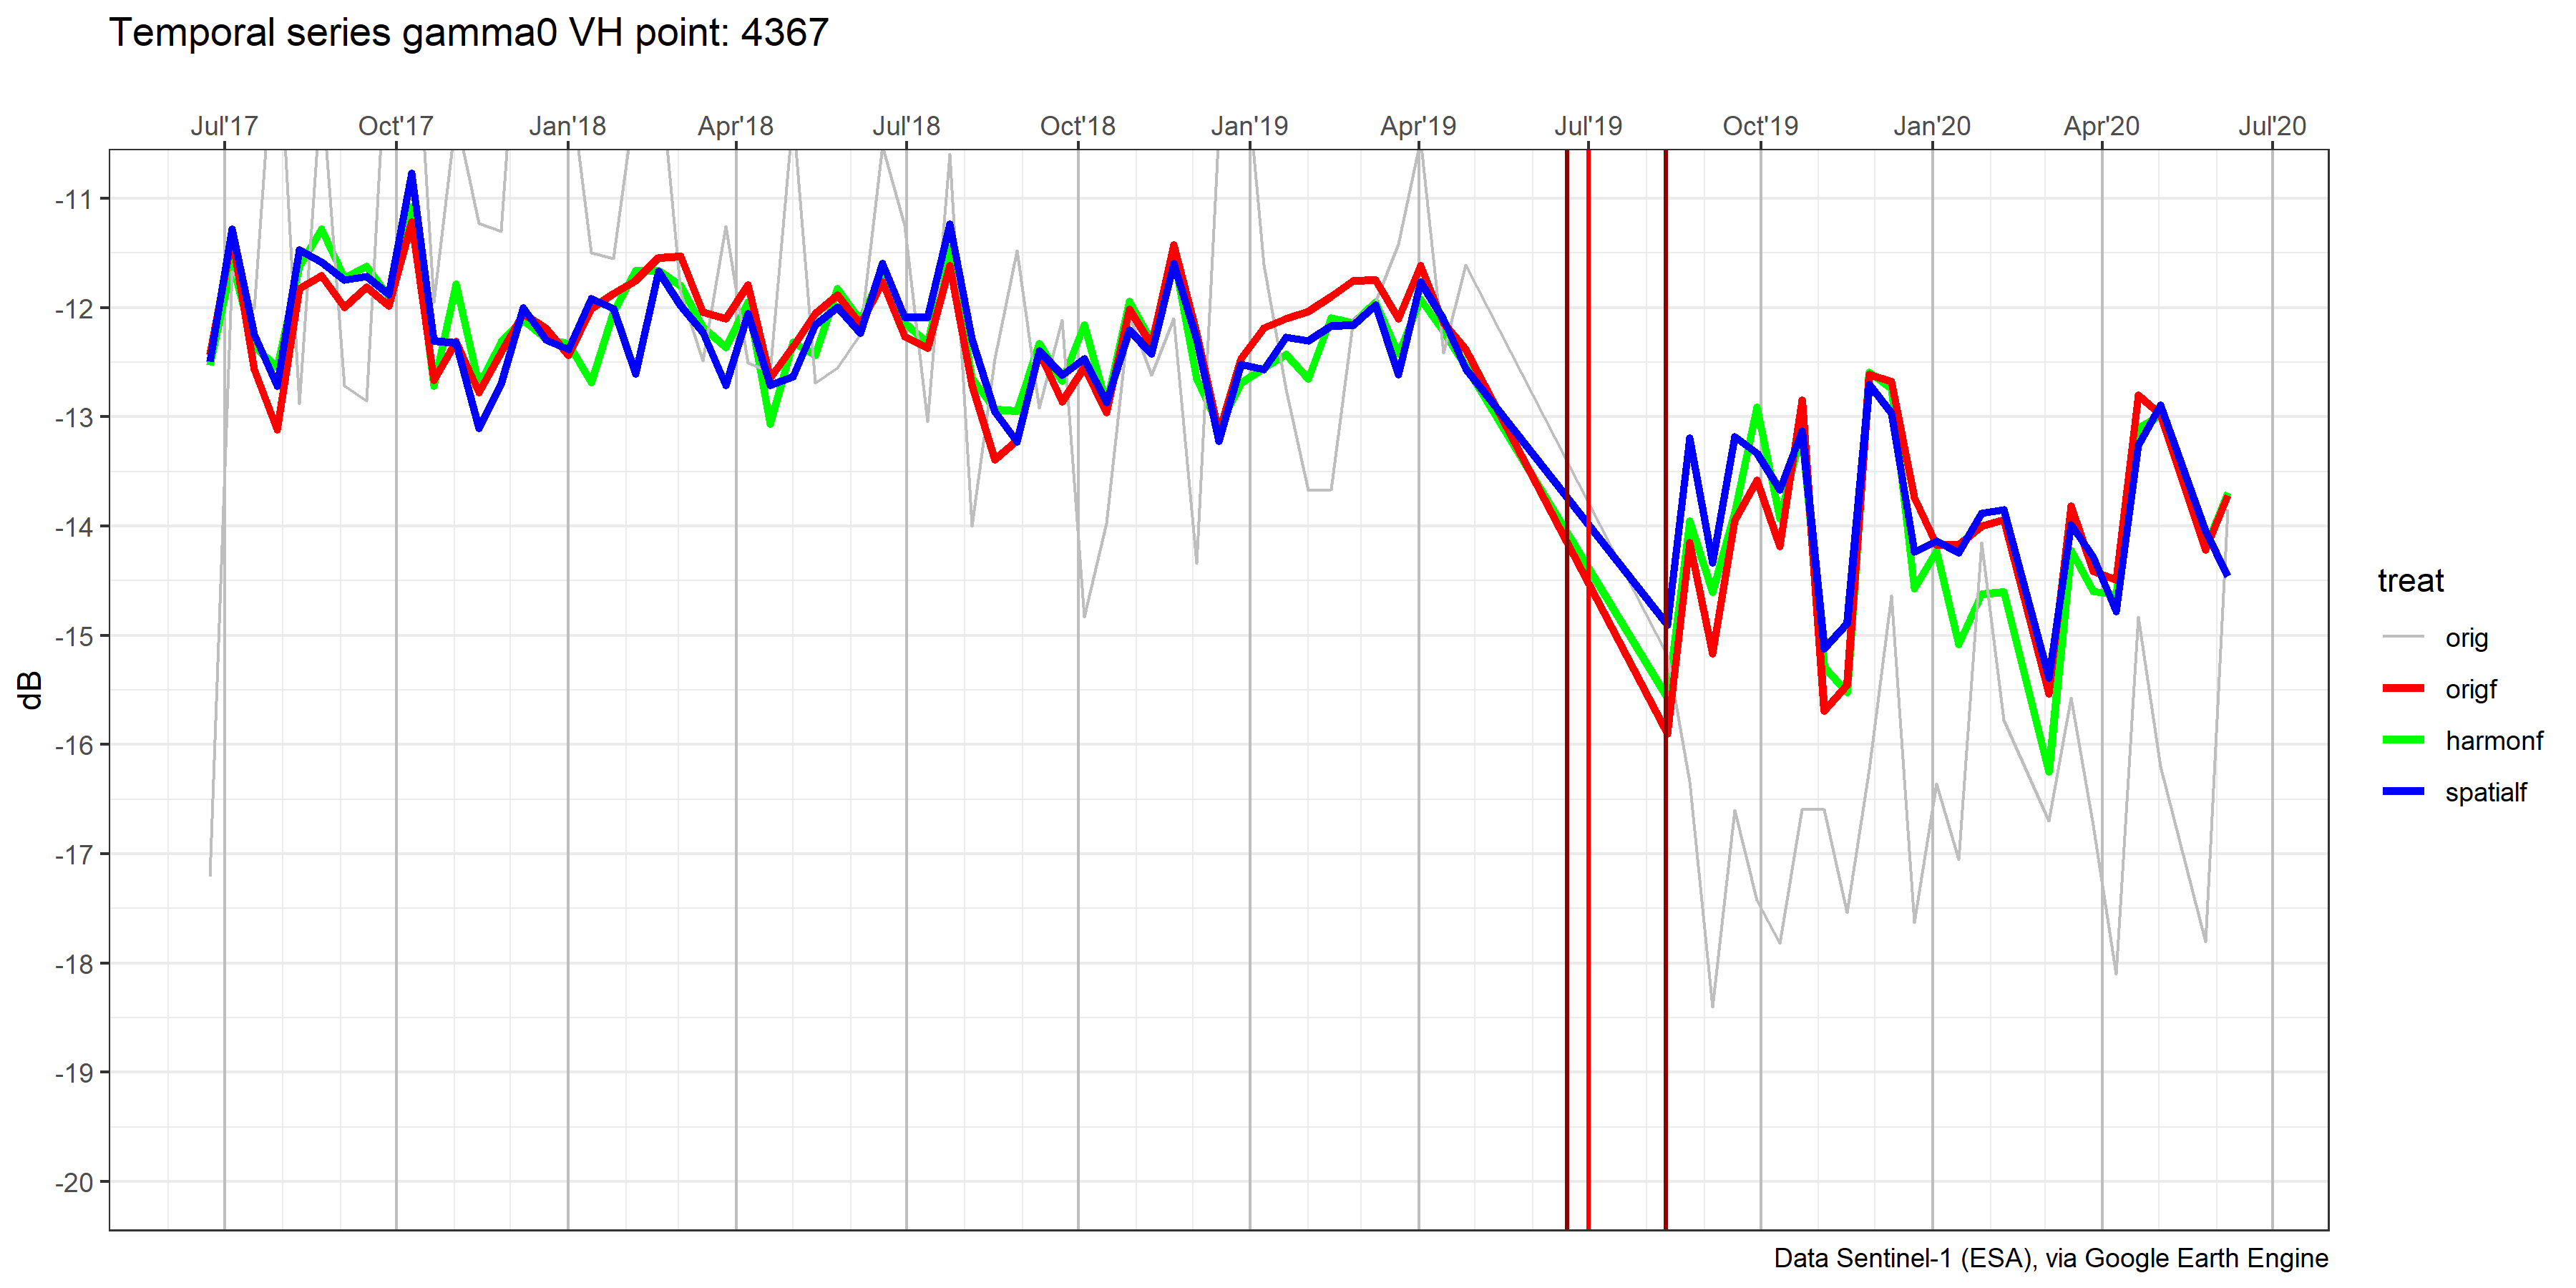 Temporal series gamma0 VH point: 4367
Jul'17 Oct'17 Jan'18 Apr'18 Jul'18 Oct'18 Jan'19 Apr'19 Jul'19 Oct'19 Jan'20 Apr'20 Jul'20
-11
-12
-13
-14
-15
-16
-17
-18
-19
-20
dB
treat
orig
origf
harmonf
spatialf
Data Sentinel-1 (ESA), via Google Earth Engine